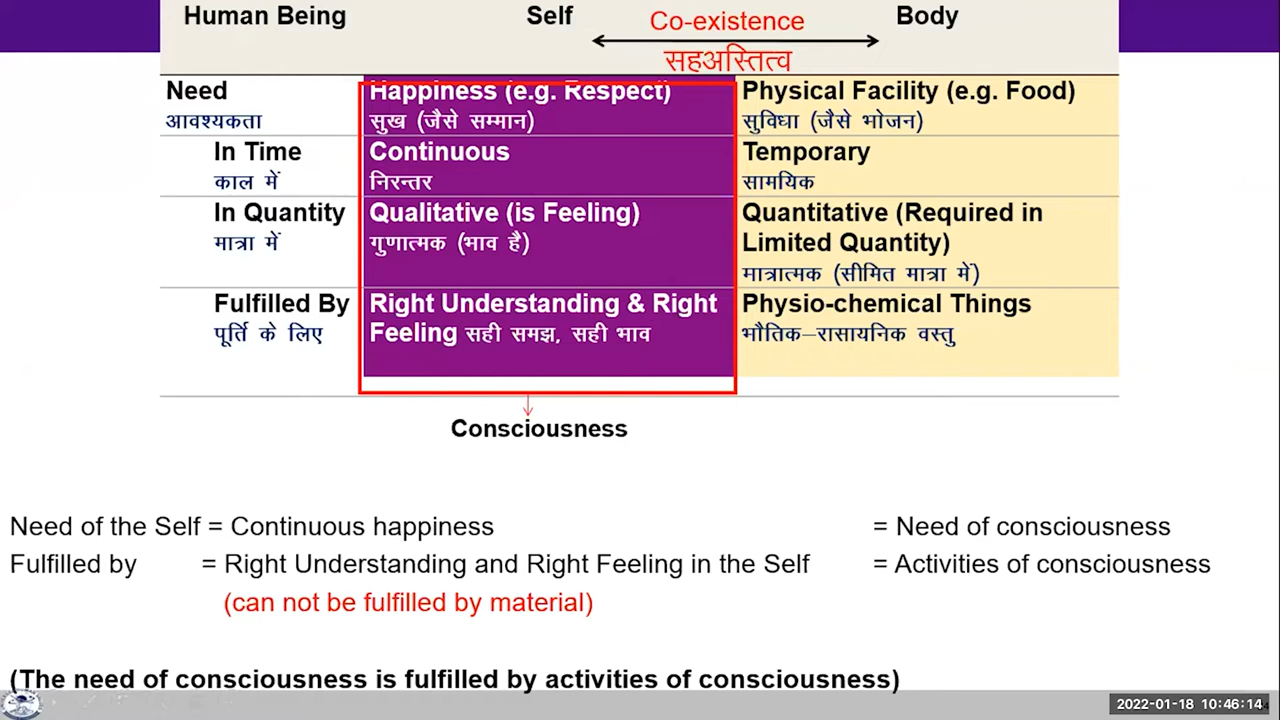 Human Being Self Co-existence Body
सहअस्तित्व
Need Happiness (e.g. Respect) Physical Facility (e.g. Food)
आवश्यकता सुख (जैसे सम्मान) सुविधा (जैसे भोजन)
In Time Continuous Temporary
काल में निरन्तर सामयिक
In Quantity Qualitative (is Feeling) Quantitative (Required in
मात्रा में गुणात्मक (भाव है) Limited Quantity)
मात्रात्मक (सीमित मात्रा में)
Fulfilled By Right Understanding & Right Physio-chemical Things
पूर्ति के लिए Feeling सही समझ, सही भाव भौतिक–रासायनिक वस्तु
Consciousness
Need of the Self = Continuous happiness = Need of consciousness
Fulfilled by = Right Understanding and Right Feeling in the Self = Activities of consciousness
(can not be fulfilled by material)
(The need of consciousness is fulfilled by activities of consciousness)
2022-01-18 10:46:14